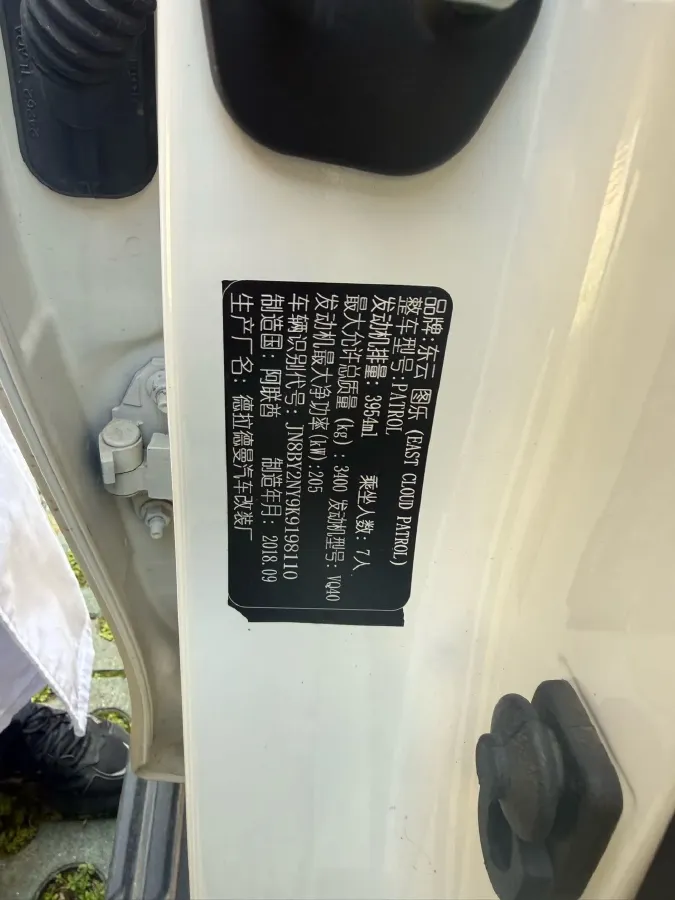 品牌:东云 图乐 (EAST CLOUD PATROL)
整车型号:PATROL
发动机排量: 3954ml 乘坐人数: 7人
最大允许总质量 (kg): 3400 发动机型号: VQ40
发动机最大净功率(kW):205
车辆识别代号: JN8BY2NY9K9198110
制造国: 阿联酋 制造年月: 2018.09
生产厂名: 德拉德曼汽车改装厂